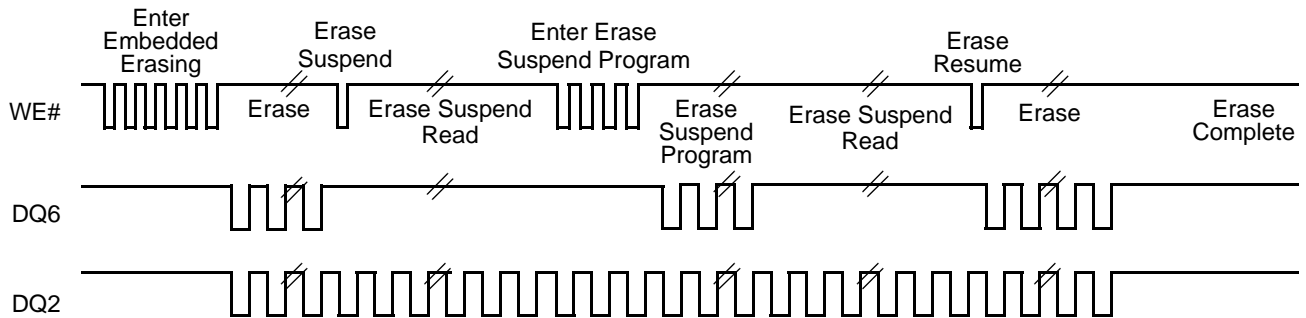 Enter
Embedded
Erasing
Erase
Suspend
Enter Erase
Suspend Program
Erase
Resume
WE#
Erase
Erase Suspend
Read
Erase
Suspend
Program
Erase Suspend
Read
Erase
Erase
Complete
DQ6
DQ2